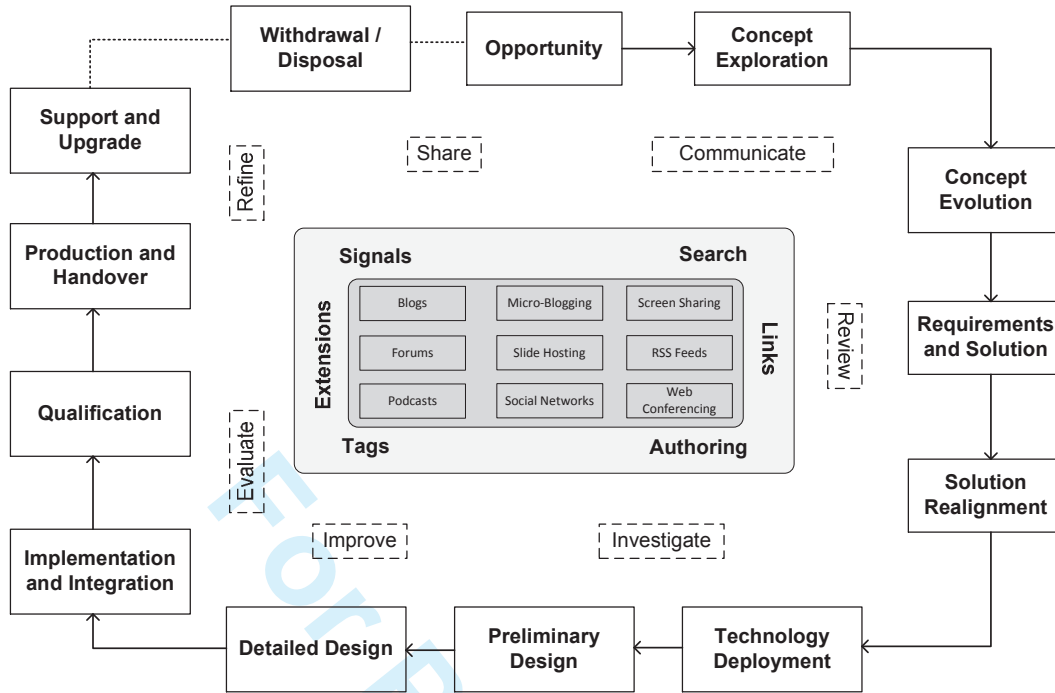 Withdrawal /
Disposal
Opportunity
Concept
Exploration
Support and
Upgrade
Share
Communicate
Refine
Concept
Evolution
Production and
Handover
Signals
Search
Extensions
Blogs
Micro-Blogging
Screen Sharing
Forums
Slide Hosting
RSS Feeds
Podcasts
Social Networks
Web
Conferencing
Links
Review
Requirements
and Solution
Qualification
Tags
Authoring
Evaluate
Solution
Realignment
Improve
Investigate
Implementation
and Integration
Detailed Design
Preliminary
Design
Technology
Deployment
For